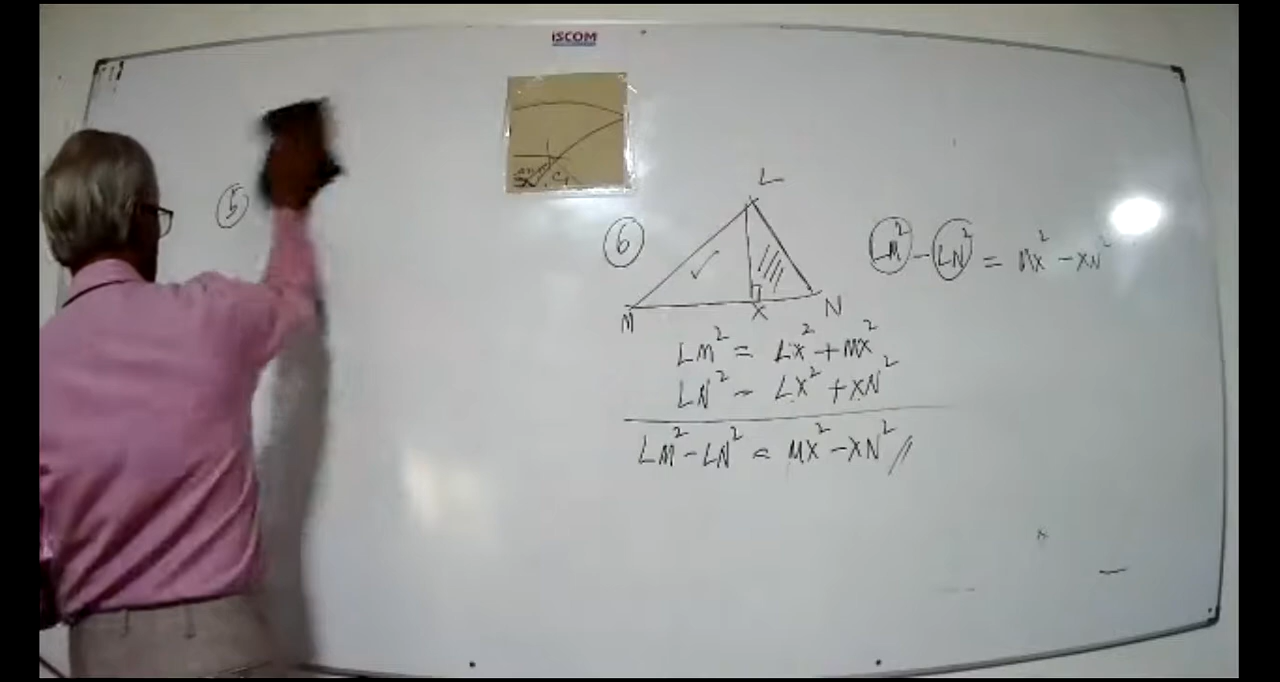 iSCOM
5
6
L
M
X
N
LM² - LN² = MX² - XN²
LM² = LX² + MX²
LN² = LX² + XN²
LM² - LN² = MX² - XN² //